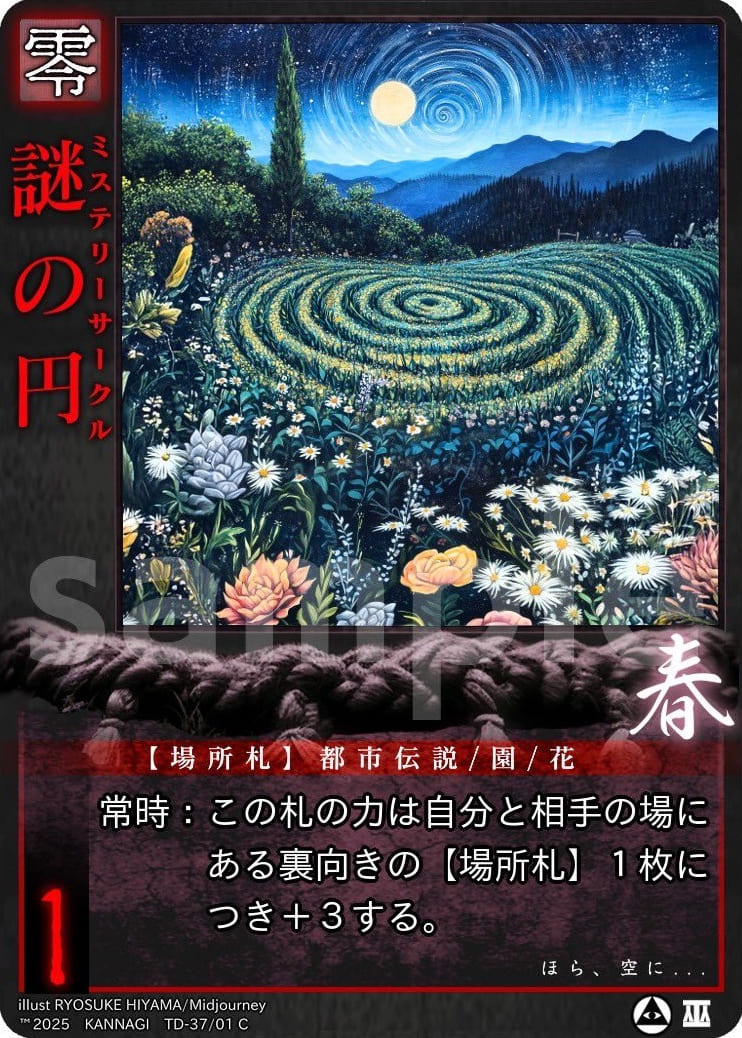 零
謎の円
ミステリーサークル
sample
春
【場所札】都市伝説/園/花
常時：この札の力は自分と相手の場に
ある裏向きの【場所札】１枚に
つき＋３する。
1
ほら、空に...
illust RYOSUKE HIYAMA/Midjourney
™2025 KANNAGI TD-37/01 C